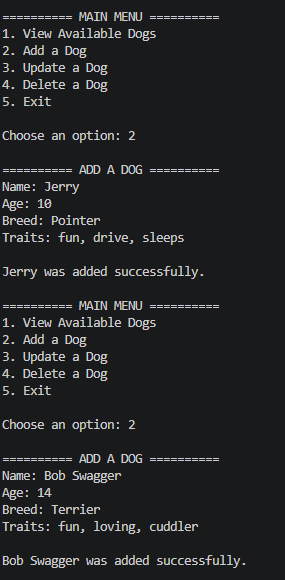 ========== MAIN MENU ==========
1. View Available Dogs
2. Add a Dog
3. Update a Dog
4. Delete a Dog
5. Exit
Choose an option: 2
========== ADD A DOG ==========
Name: Jerry
Age: 10
Breed: Pointer
Traits: fun, drive, sleeps
Jerry was added successfully.
========== MAIN MENU ==========
1. View Available Dogs
2. Add a Dog
3. Update a Dog
4. Delete a Dog
5. Exit
Choose an option: 2
========== ADD A DOG ==========
Name: Bob Swagger
Age: 14
Breed: Terrier
Traits: fun, loving, cuddler
Bob Swagger was added successfully.